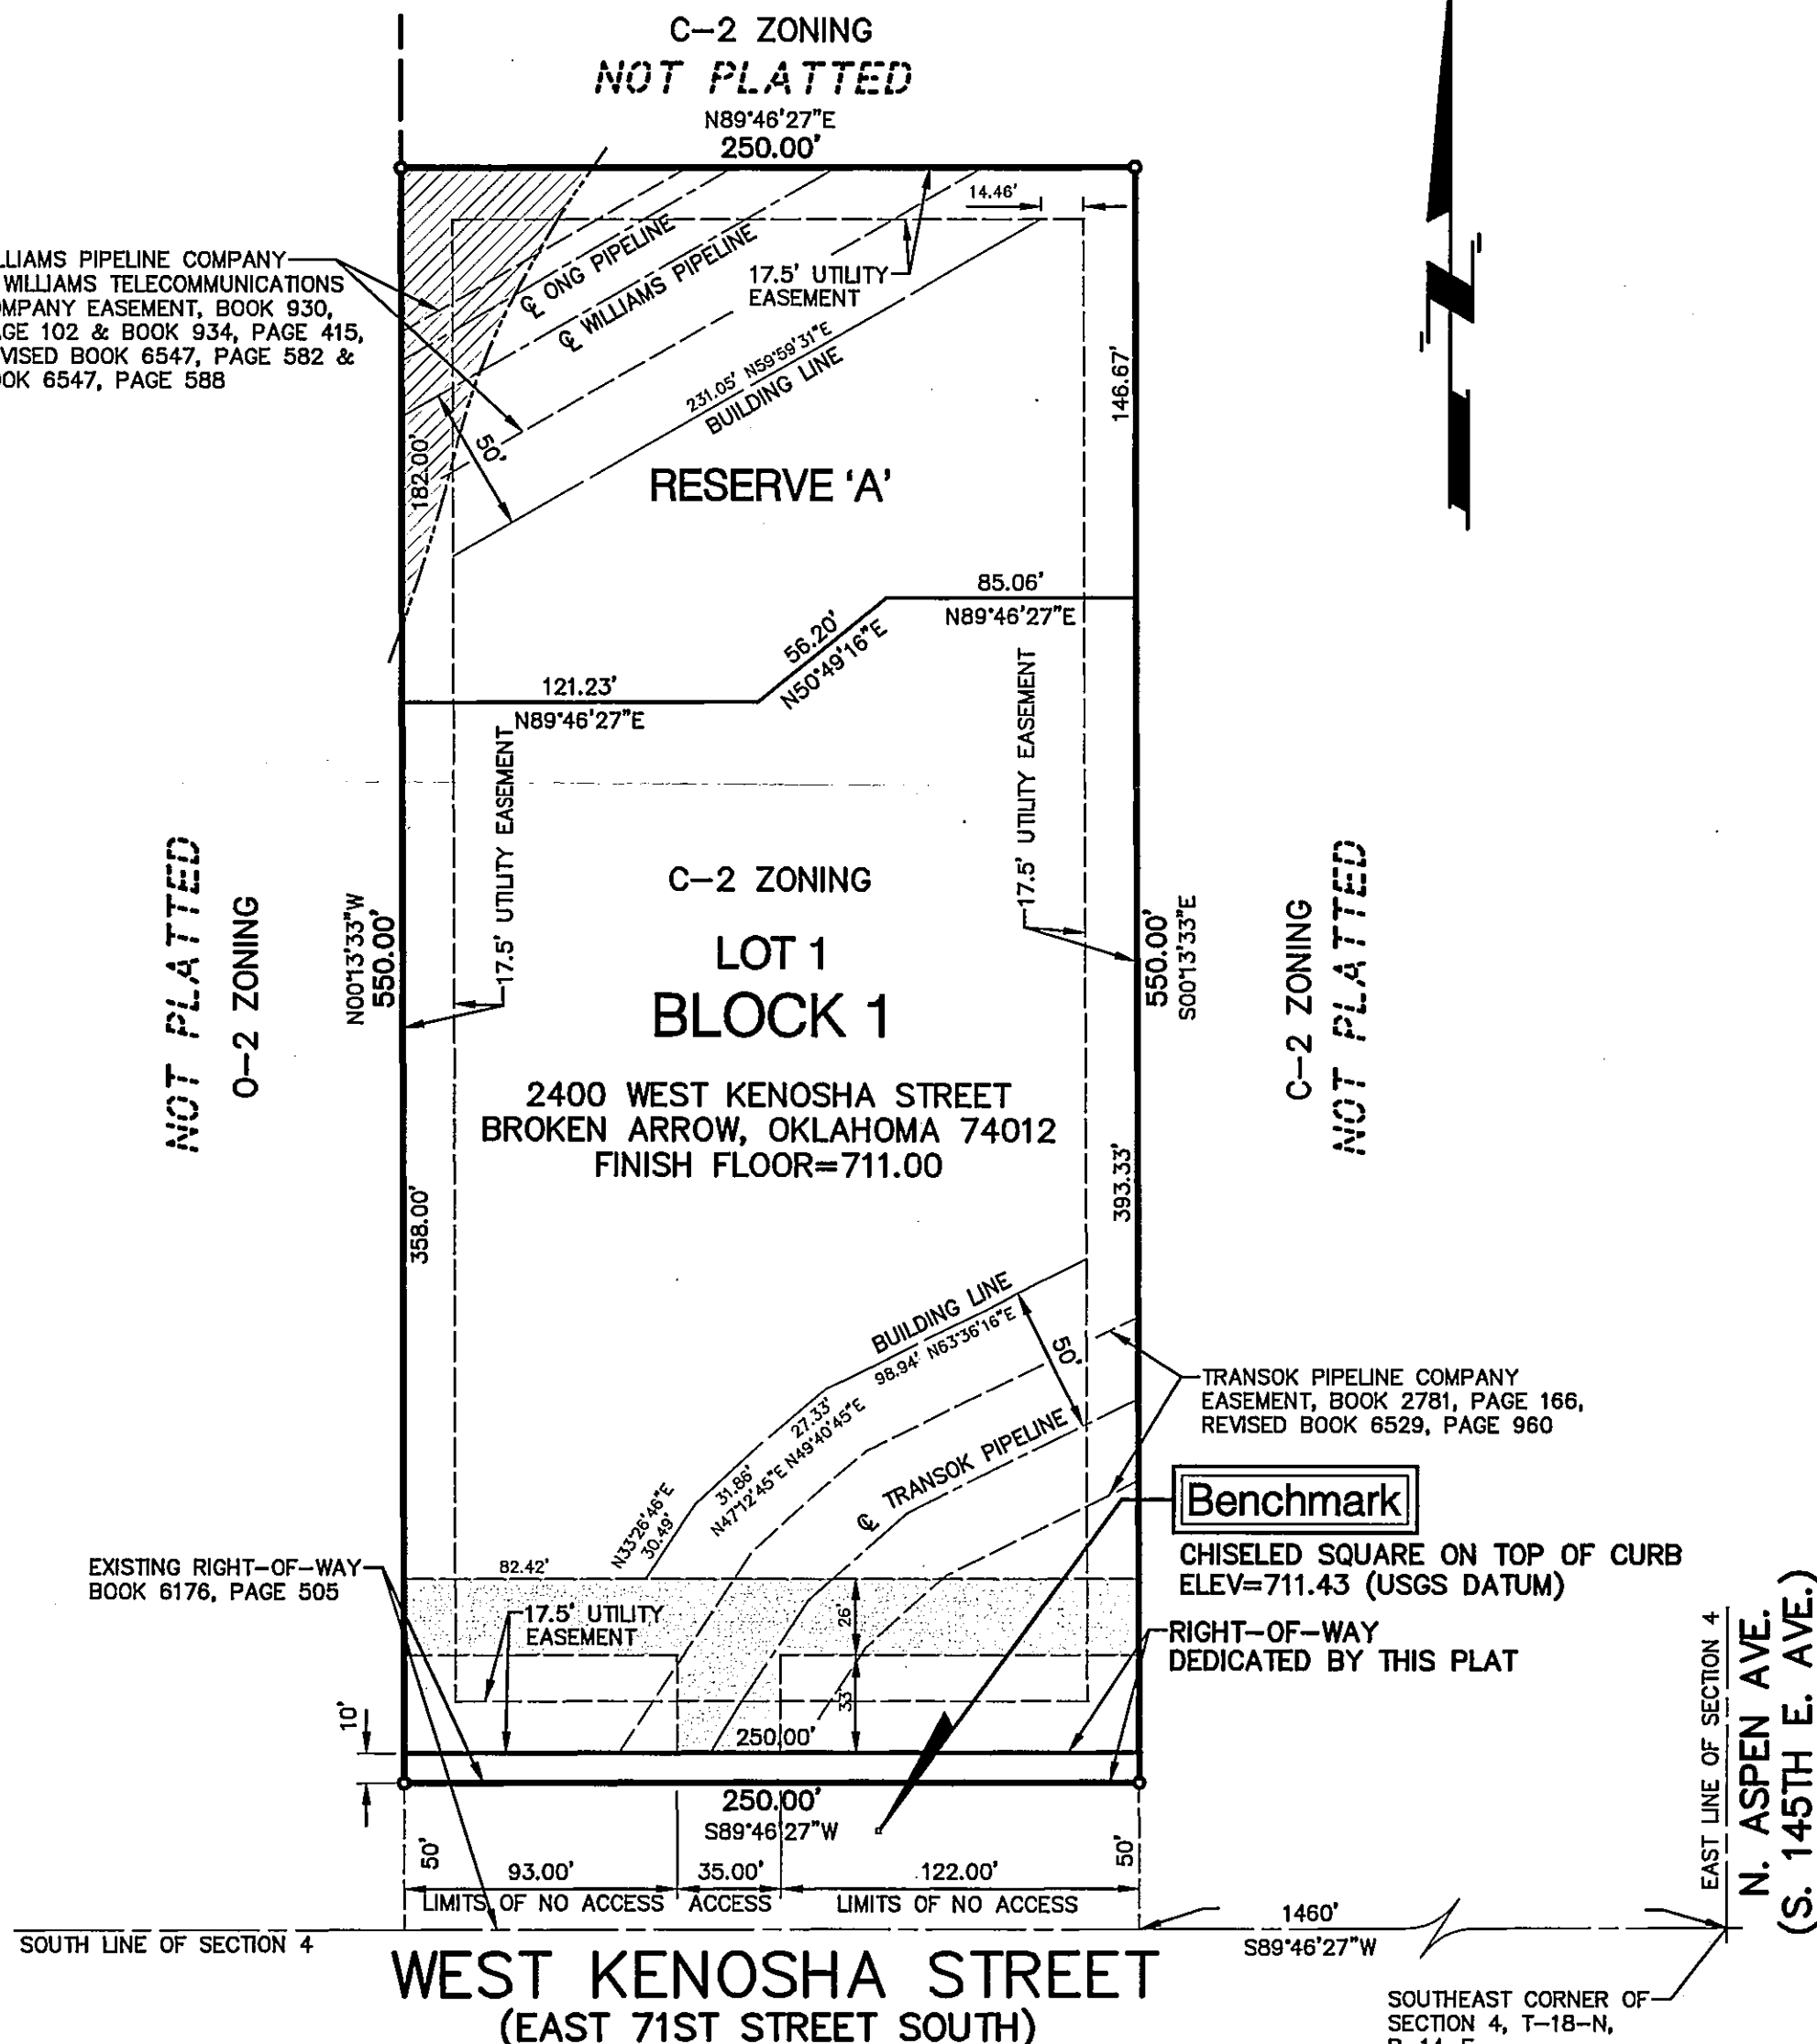 C-2 ZONING
NOT PLATTED
N89°46'27"E
250.00'
14.46'
WILLIAMS TELECOMMUNICATIONS
PIPELINE COMPANY
EASEMENT, BOOK 930,
102 & BOOK 934, PAGE 415,
BOOK 6547, PAGE 582 &
6547, PAGE 588
℄ ONG PIPELINE
℄ WILLIAMS PIPELINE
17.5' UTILITY
EASEMENT
231.05' N59°59'31"E
BUILDING LINE
146.67'
182.00'
50'
RESERVE 'A'
85.06'
N89°46'27"E
56.20'
N50°49'16"E
121.23'
N89°46'27"E
17.5' UTILITY EASEMENT
17.5' UTILITY EASEMENT
NOT PLATTED
O-2 ZONING
N00°13'33"W
550.00'
C-2 ZONING
LOT 1
BLOCK 1
550.00'
S00°13'33"E
C-2 ZONING
NOT PLATTED
2400 WEST KENOSHA STREET
BROKEN ARROW, OKLAHOMA 74012
FINISH FLOOR=711.00
358.00'
393.33'
BUILDING LINE
98.94' N63°36'16"E
50'
27.33'
N49°40'45"E
31.86'
N47°12'45"E
N33°26'46"E
30.49'
℄ TRANSOK PIPELINE
TRANSOK PIPELINE COMPANY
EASEMENT, BOOK 2781, PAGE 166,
REVISED BOOK 6529, PAGE 960
Benchmark
CHISELED SQUARE ON TOP OF CURB
ELEV=711.43 (USGS DATUM)
EXISTING RIGHT-OF-WAY
BOOK 6176, PAGE 505
82.42'
17.5' UTILITY
EASEMENT
26'
33'
RIGHT-OF-WAY
DEDICATED BY THIS PLAT
10'
250.00'
250.00'
S89°46'27"W
50'
50'
93.00'
35.00'
122.00'
LIMITS OF NO ACCESS
ACCESS
LIMITS OF NO ACCESS
EAST LINE OF SECTION 4
N. ASPEN AVE.
(S. 145TH E. AVE.)
1460'
S89°46'27"W
SOUTH LINE OF SECTION 4
WEST KENOSHA STREET
(EAST 71ST STREET SOUTH)
SOUTHEAST CORNER OF
SECTION 4, T-18-N,